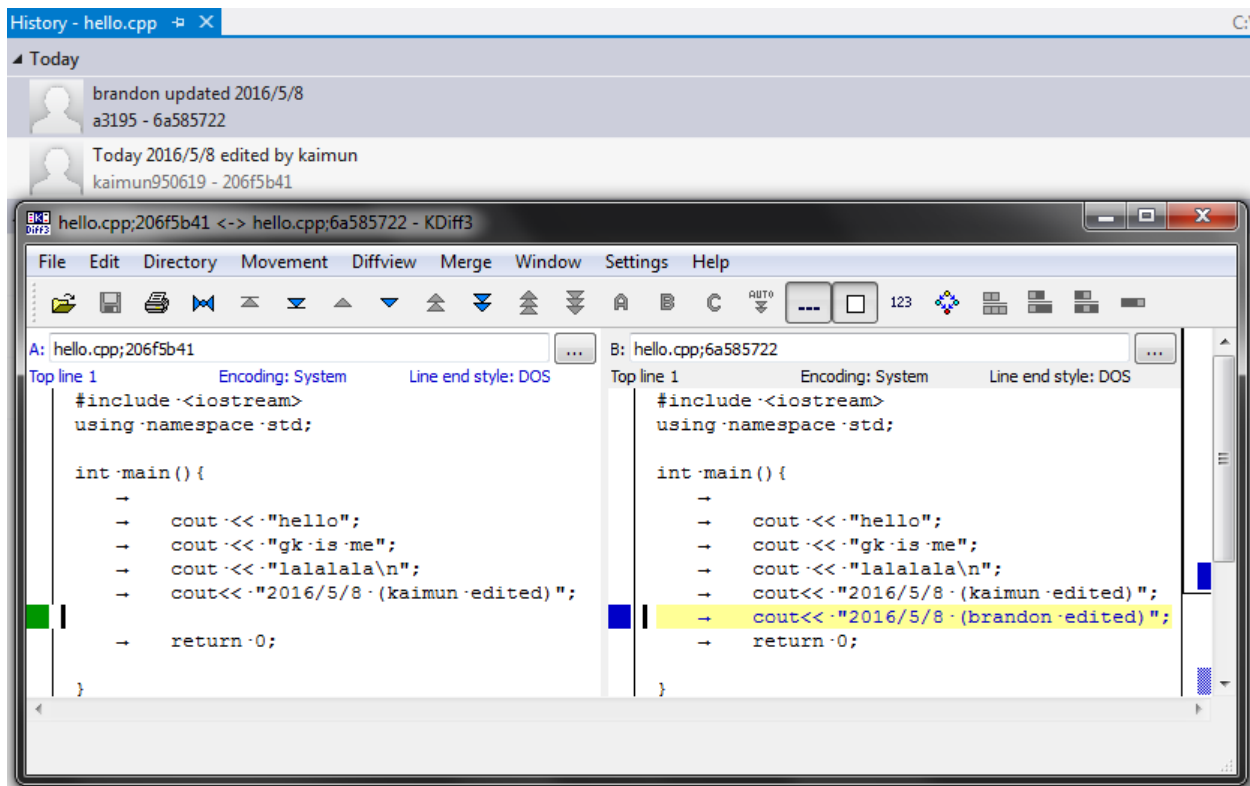 History - hello.cpp
C:\
Today
brandon updated 2016/5/8
a3195 - 6a585722
Today 2016/5/8 edited by kaimun
kaimun950619 - 206f5b41
hello.cpp;206f5b41 <-> hello.cpp;6a585722 - KDiff3
File Edit Directory Movement Diffview Merge Window Settings Help
A B C AUTO 123
A: hello.cpp;206f5b41 ...
Top line 1 Encoding: System Line end style: DOS
#include·<iostream>
using·namespace·std;
int·main(){
→
→ cout·<<·"hello";
→ cout·<<·"gk·is·me";
→ cout·<<·"lalalala\n";
→ cout<<·"2016/5/8·(kaimun·edited)";
→ return·0;
}
B: hello.cpp;6a585722 ...
Top line 1 Encoding: System Line end style: DOS
#include·<iostream>
using·namespace·std;
int·main(){
→
→ cout·<<·"hello";
→ cout·<<·"gk·is·me";
→ cout·<<·"lalalala\n";
→ cout<<·"2016/5/8·(kaimun·edited)";
→ cout<<·"2016/5/8·(brandon·edited)";
→ return·0;
}